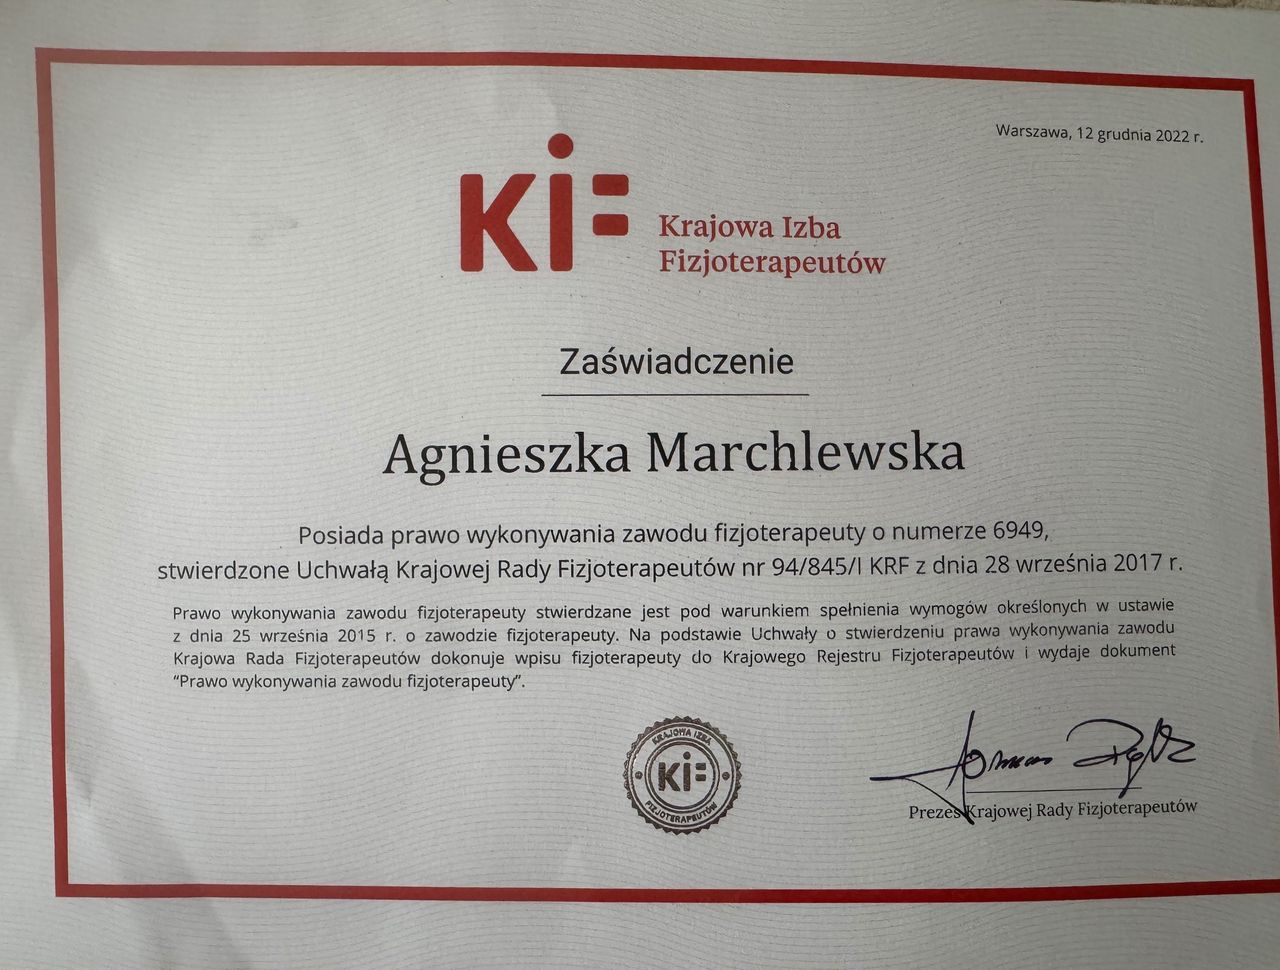 Warszawa, 12 grudnia 2022 r.
KIF
Krajowa Izba
Fizjoterapeutów
Zaświadczenie
Agnieszka Marchlewska
Posiada prawo wykonywania zawodu fizjoterapeuty o numerze 6949,
stwierdzone Uchwałą Krajowej Rady Fizjoterapeutów nr 94/845/I KRF z dnia 28 września 2017 r.
Prawo wykonywania zawodu fizjoterapeuty stwierdzane jest pod warunkiem spełnienia wymogów określonych w ustawie
z dnia 25 września 2015 r. o zawodzie fizjoterapeuty. Na podstawie Uchwały o stwierdzeniu prawa wykonywania zawodu
Krajowa Rada Fizjoterapeutów dokonuje wpisu fizjoterapeuty do Krajowego Rejestru Fizjoterapeutów i wydaje dokument
“Prawo wykonywania zawodu fizjoterapeuty”.
KRAJOWA IZBA
KIF
FIZJOTERAPEUTÓW
Prezes Krajowej Rady Fizjoterapeutów